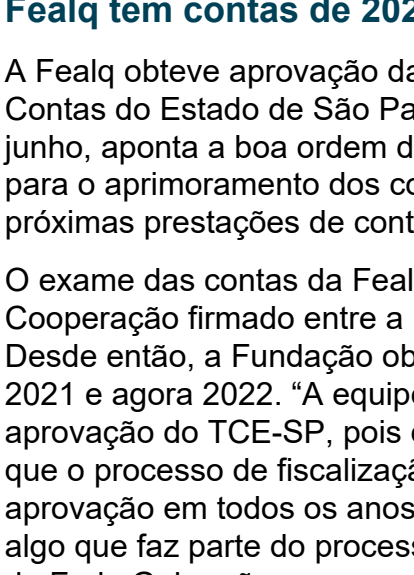 Fealq tem contas de 202
A Fealq obteve aprovação da
Contas do Estado de São Pa
junho, aponta a boa ordem d
para o aprimoramento dos co
próximas prestações de cont
O exame das contas da Feal
Cooperação firmado entre a
Desde então, a Fundação ob
2021 e agora 2022. “A equipe
aprovação do TCE-SP, pois
que o processo de fiscalizaçã
aprovação em todos os anos
algo que faz parte do process